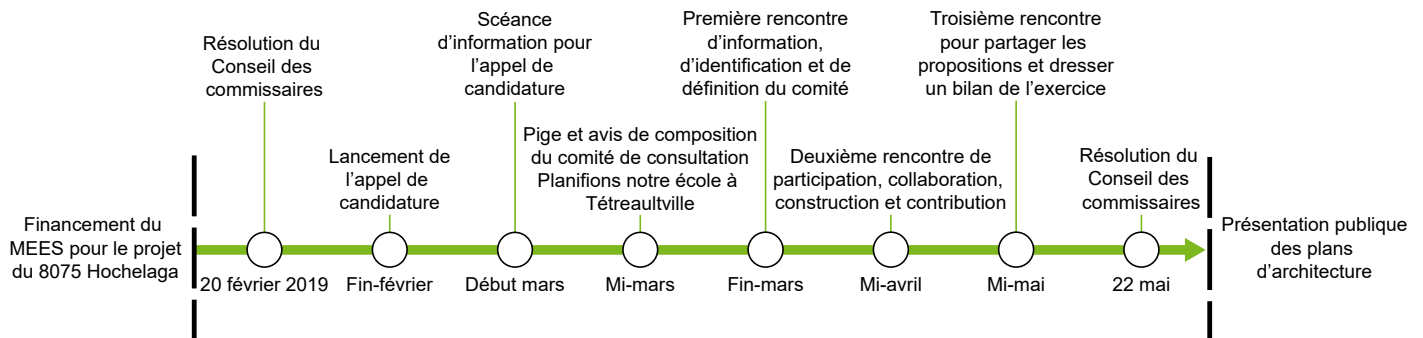 Financement du
MEES pour le projet
du 8075 Hochelaga
Résolution du
Conseil des
commissaires
20 février 2019
Lancement de
l’appel de
candidature
Fin-février
Scéance
d’information pour
l’appel de
candidature
Début mars
Pige et avis de composition
du comité de consultation
Planifions notre école à
Tétreaultville
Mi-mars
Première rencontre
d’information,
d’identification et de
définition du comité
Fin-mars
Deuxième rencontre de
participation, collaboration,
construction et contribution
Mi-avril
Troisième rencontre
pour partager les
propositions et dresser
un bilan de l’exercice
Mi-mai
Résolution du
Conseil des
commissaires
22 mai
Présentation publique
des plans
d’architecture